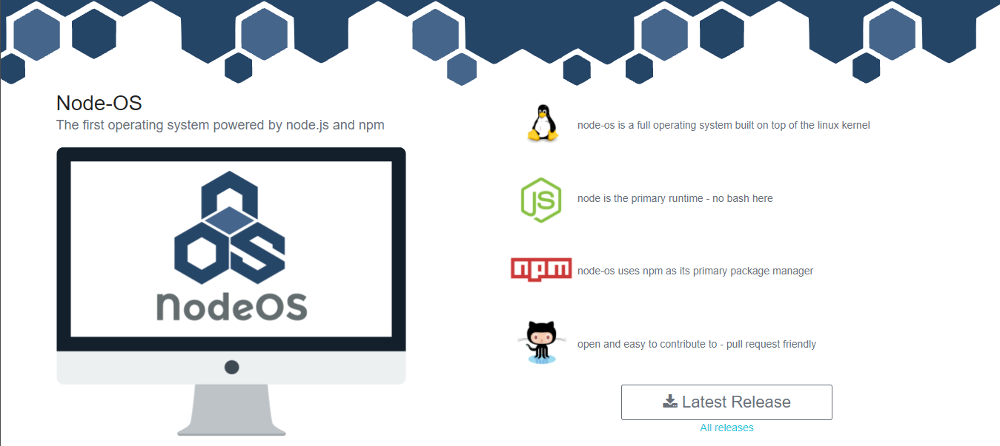 Node-OS
The first operating system powered by node.js and npm
OS
NodeOS
node-os is a full operating system built on top of the linux kernel
JS
node is the primary runtime - no bash here
npm
node-os uses npm as its primary package manager
open and easy to contribute to - pull request friendly
Latest Release
All releases